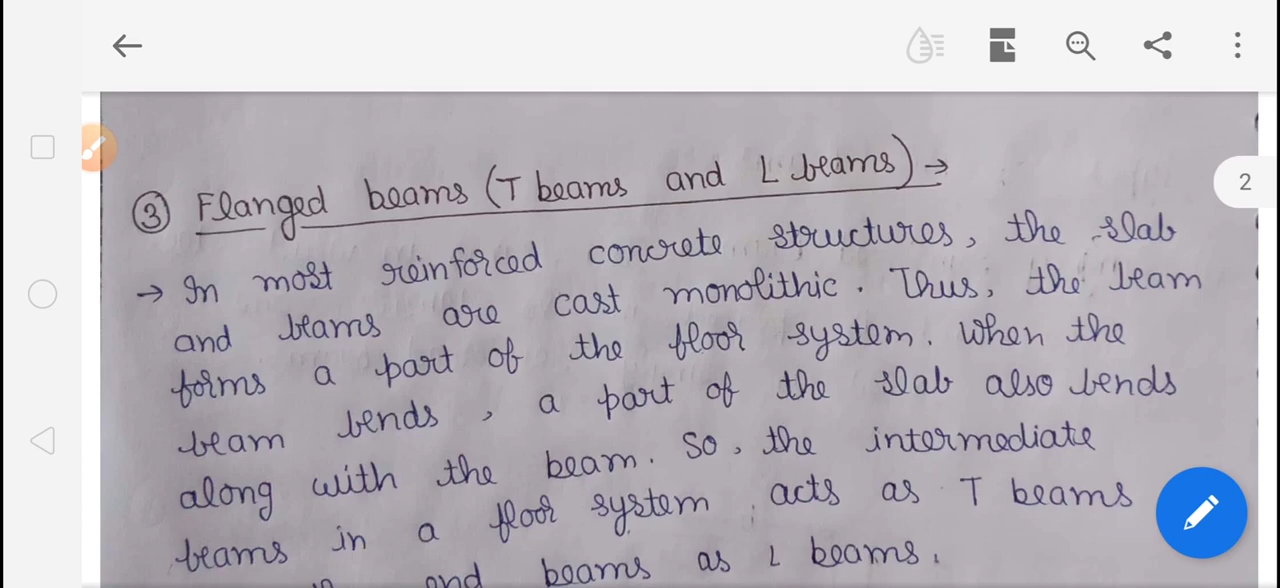 2
③ Flanged beams (T beams and L beams) →
→ In most reinforced concrete structures, the slab
and beams are cast monolithic. Thus, the beam
forms a part of the floor system. When the
beam bends, a part of the slab also bends
along with the beam. So, the intermediate
beams in a floor system acts as T beams
end beams as L beams.